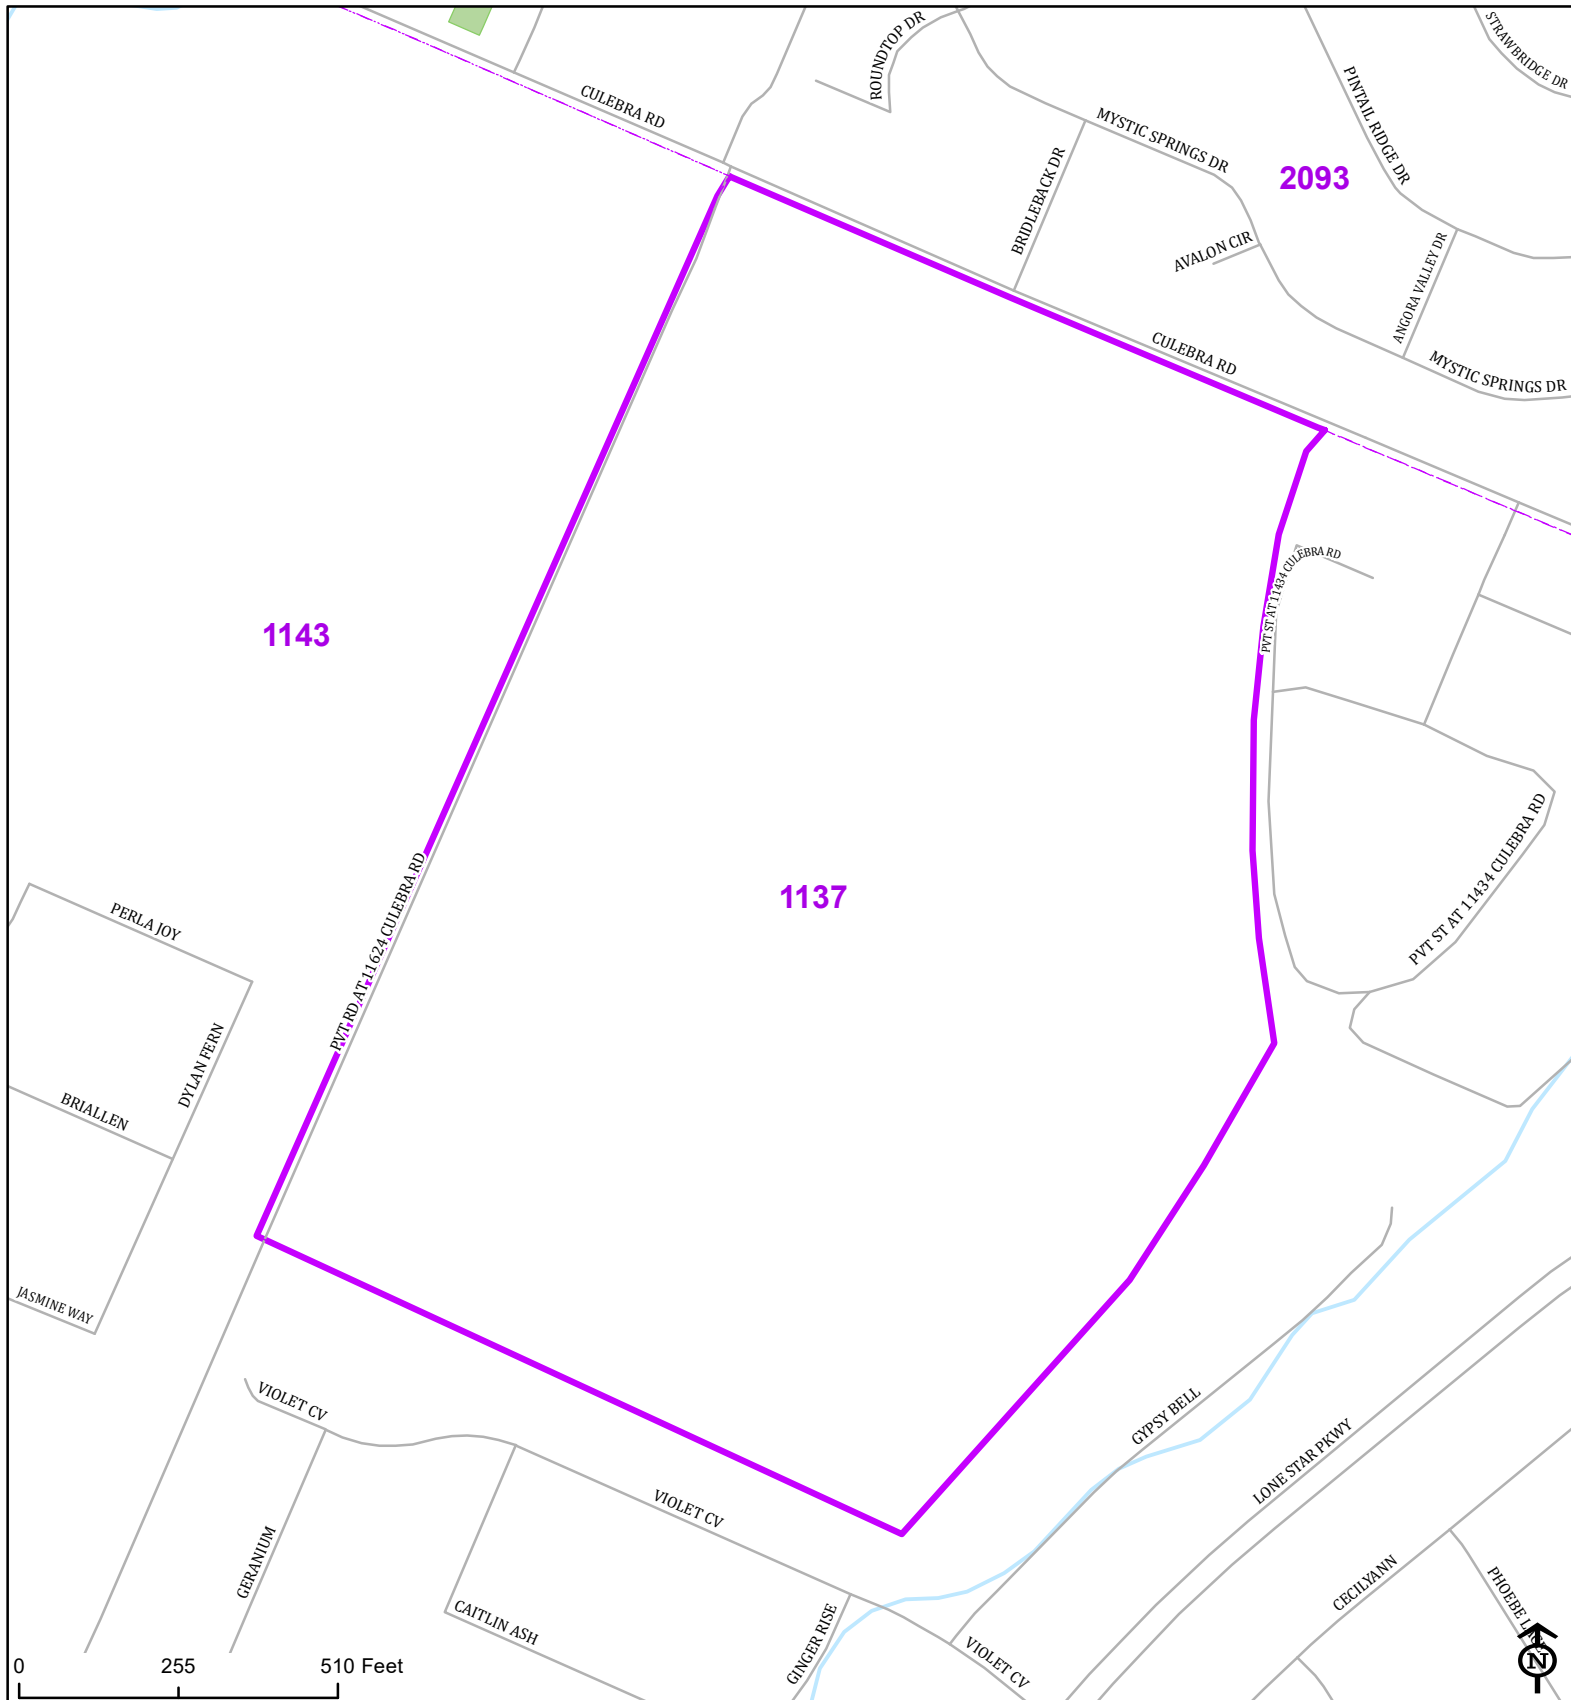 STRAWBRIDGE DR
ROUNDTOP DR
PINTAIL RIDGE DR
CULEBRA RD
MYSTIC SPRINGS DR
2093
BRIDLEBACK DR
AVALON CIR
ANGORA VALLEY DR
CULEBRA RD
MYSTIC SPRINGS DR
PVT ST AT 11434 CULEBRA RD
1143
PVT ST AT 11434 CULEBRA RD
1137
PVT RD AT 11624 CULEBRA RD
PERLA JOY
DYLAN FERN
BRIALLEN
JASMINE WAY
VIOLET CV
GYPSY BELL
LONE STAR PKWY
VIOLET CV
GERANIUM
CECILYANN
PHOEBE
CAITLIN ASH
GINGER RISE
VIOLET CV
N
0 255 510 Feet